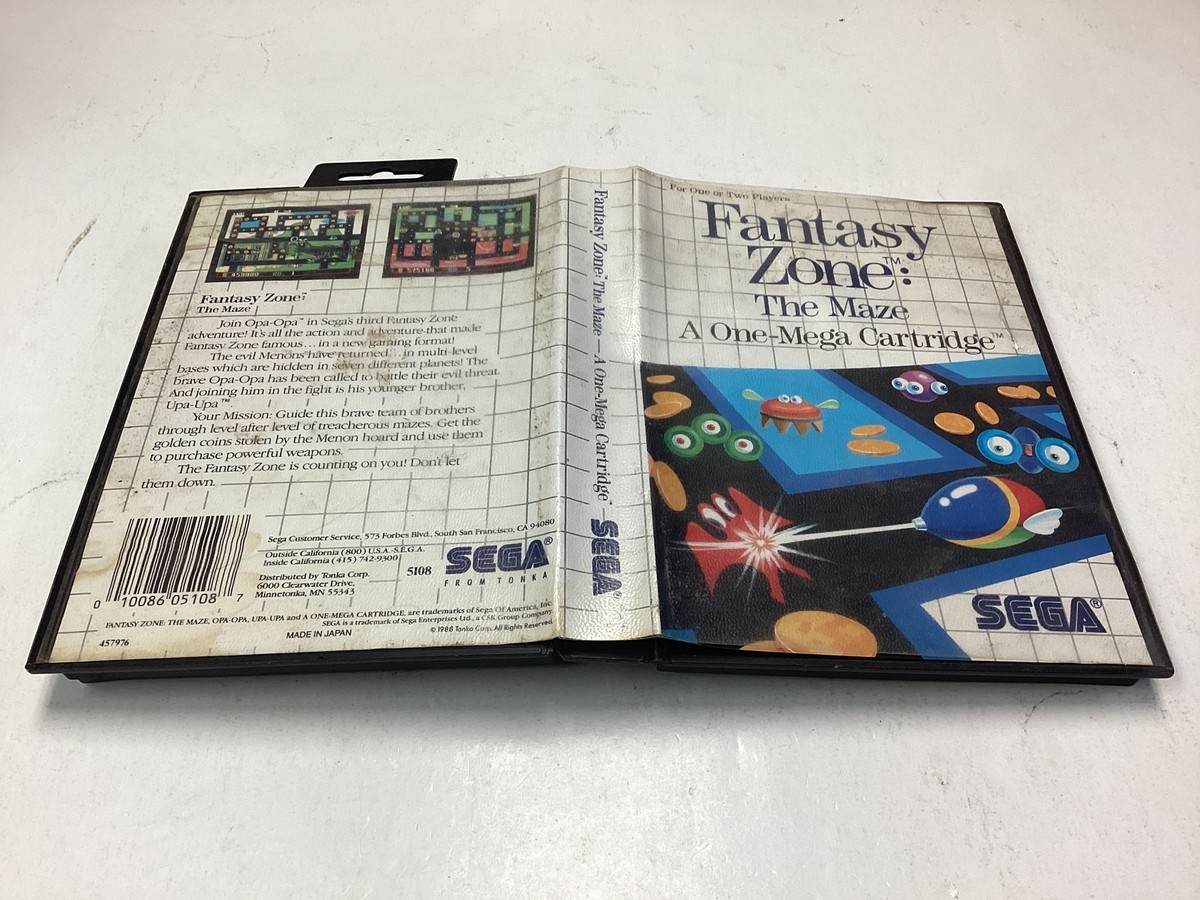 Fantasy Zone:™
The Maze
Join Opa-Opa™ in Sega's third Fantasy Zone
adventure! It's all the action and adventure that made
Fantasy Zone famous...in a new gaming format!
The evil Menons have returned...in multi-level
bases which are hidden in seven different planets! The
brave Opa-Opa has been called to battle their evil threat.
And joining him in the fight is his younger brother,
Upa-Upa™
Your Mission: Guide this brave team of brothers
through level after level of treacherous mazes. Get the
golden coins stolen by the Menon hoard and use them
to purchase powerful weapons.
The Fantasy Zone is counting on you! Don't let
them down.
0 10086 05108 7
Sega Customer Service, 573 Forbes Blvd., South San Francisco, CA 94080
Outside California (800) U.S.A.-S.E.G.A.
Inside California (415) 742-9300
Distributed by Tonka Corp.
6000 Clearwater Drive,
Minnetonka, MN 55343
5108
SEGA®
FROM TONKA
FANTASY ZONE: THE MAZE, OPA-OPA, UPA-UPA and A ONE-MEGA CARTRIDGE, are trademarks of Sega Of America, Inc.
SEGA is a trademark of Sega Enterprises Ltd., a CSK Group Company.
457976
MADE IN JAPAN
©1988 Tonka Corp. All Rights Reserved.
Fantasy Zone:™ The Maze — A One-Mega Cartridge™
SEGA®
For One or Two Players
Fantasy
Zone:™
The Maze
A One-Mega Cartridge™
SEGA®